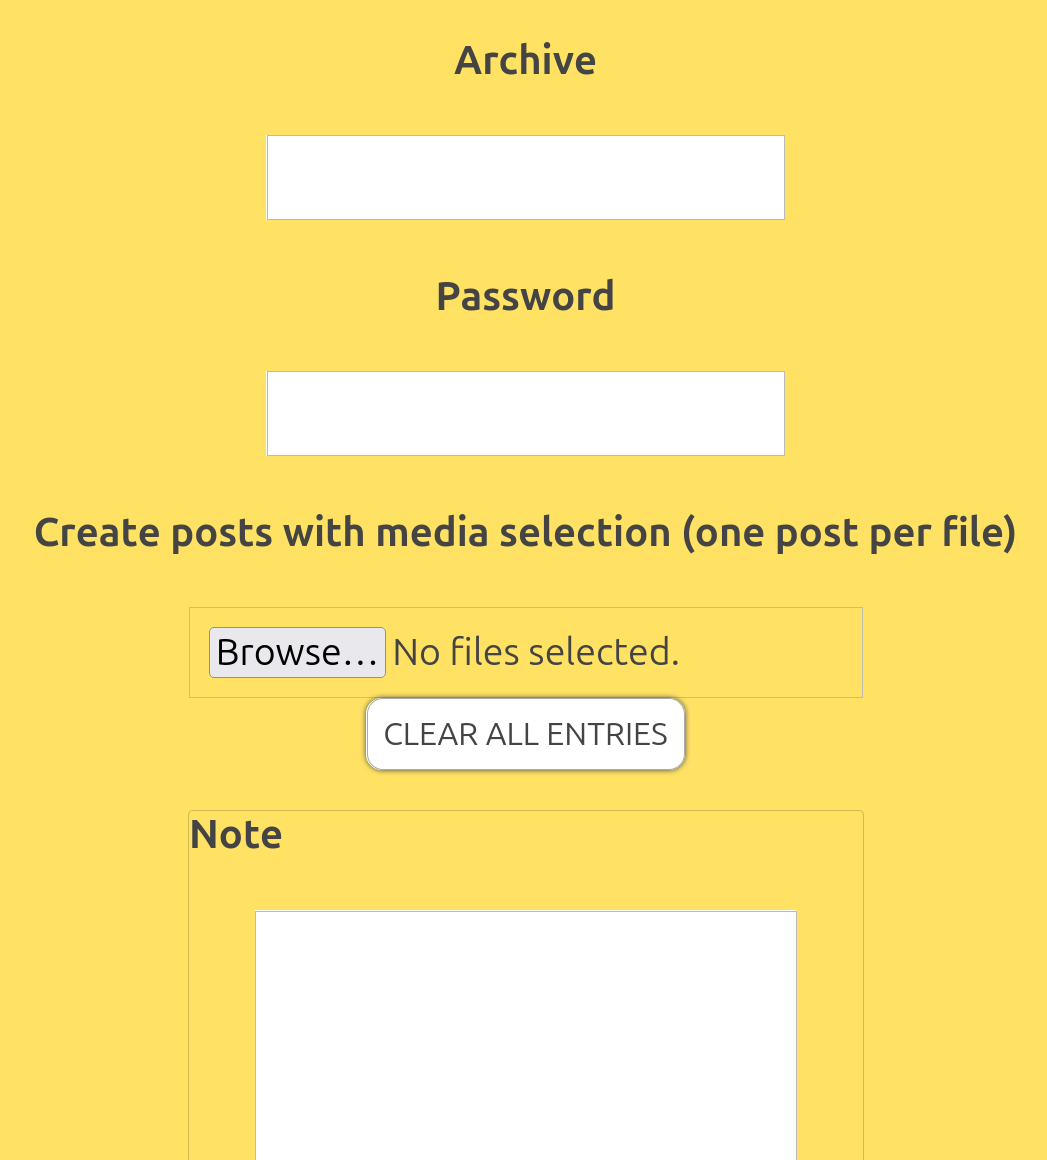 Archive
Password
Create posts with media selection (one post per file)
Browse… No files selected.
CLEAR ALL ENTRIES
Note